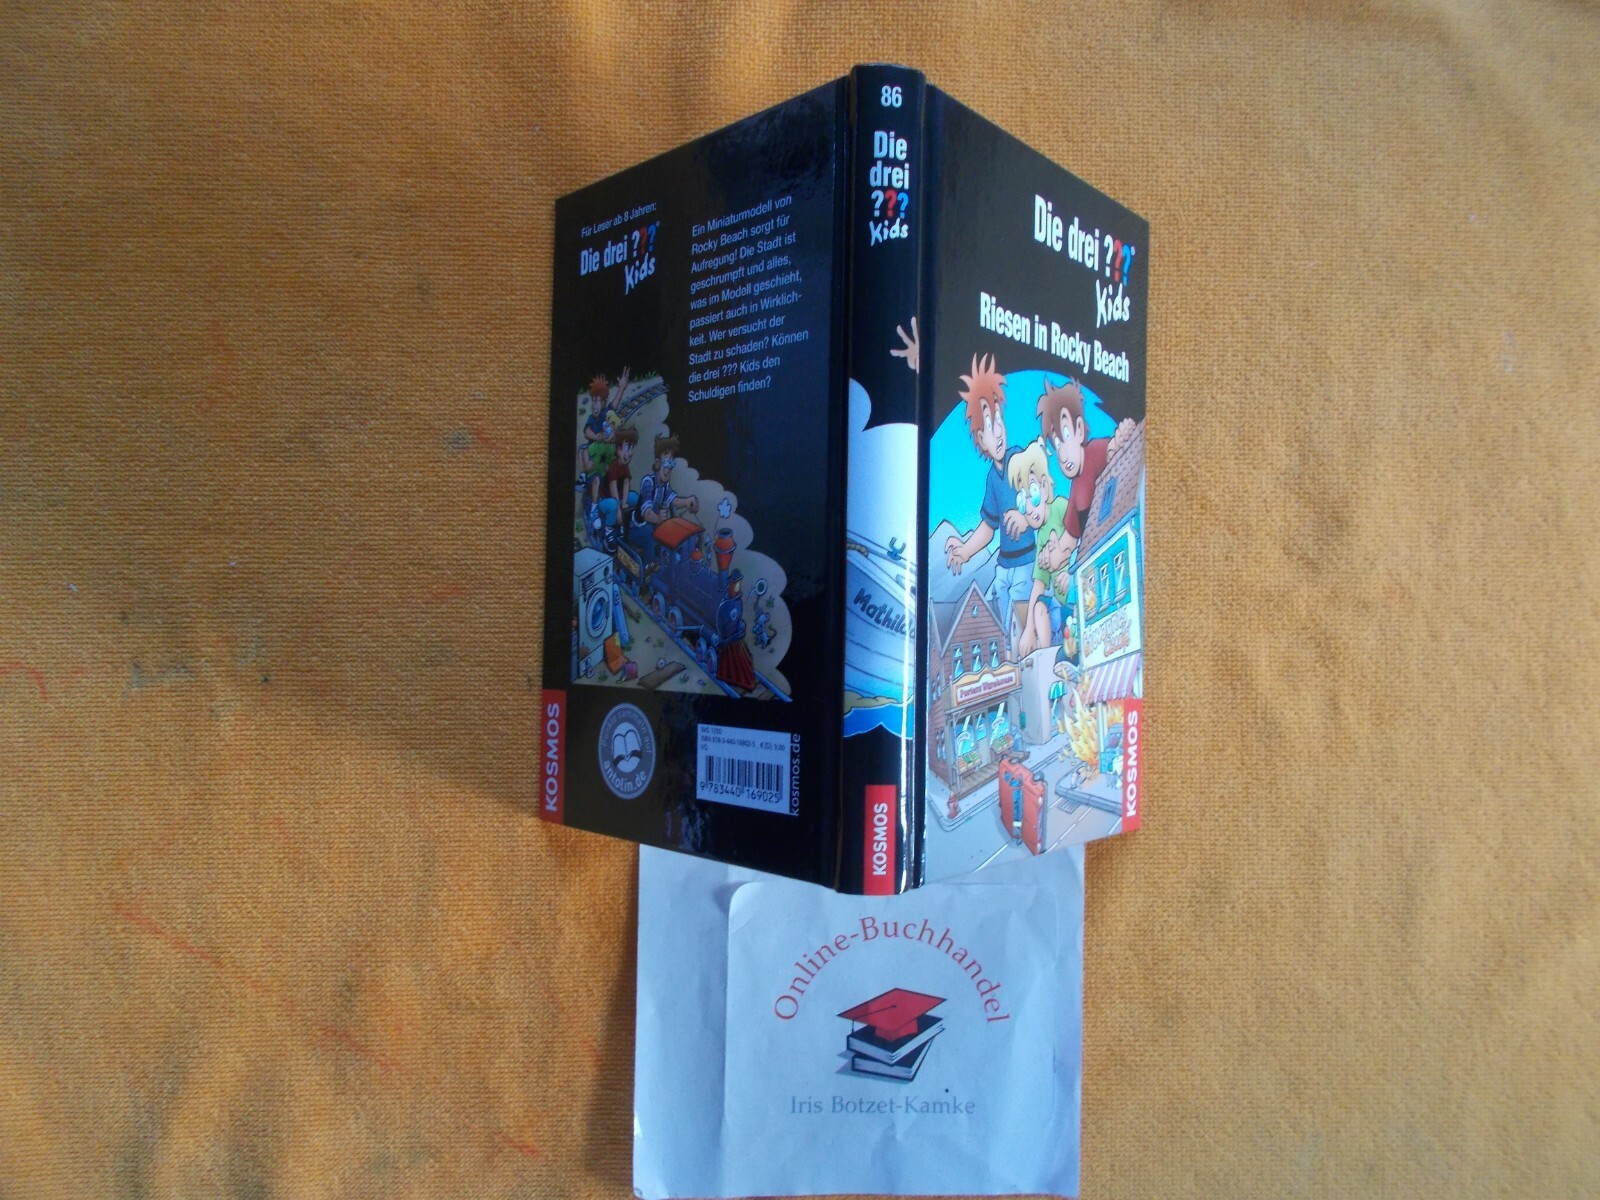 Für Leser ab 8 Jahren:
Die drei ???®
Kids
Ein Miniaturmodell von
Rocky Beach sorgt für
Aufregung! Die Stadt ist
geschrumpft und alles,
was im Modell geschieht,
passiert auch in Wirklich-
keit. Wer versucht der
Stadt zu schaden? Können
die drei ??? Kids den
Schuldigen finden?
KOSMOS
antolin.de
9 783440 169025
kosmos.de
86
Die
drei
???
Kids
Mathilda
KOSMOS
Die drei ???®
Kids
Riesen in Rocky Beach
Porters Warehouse
KOSMOS
Online-Buchhandel
Iris Botzet-Kamke